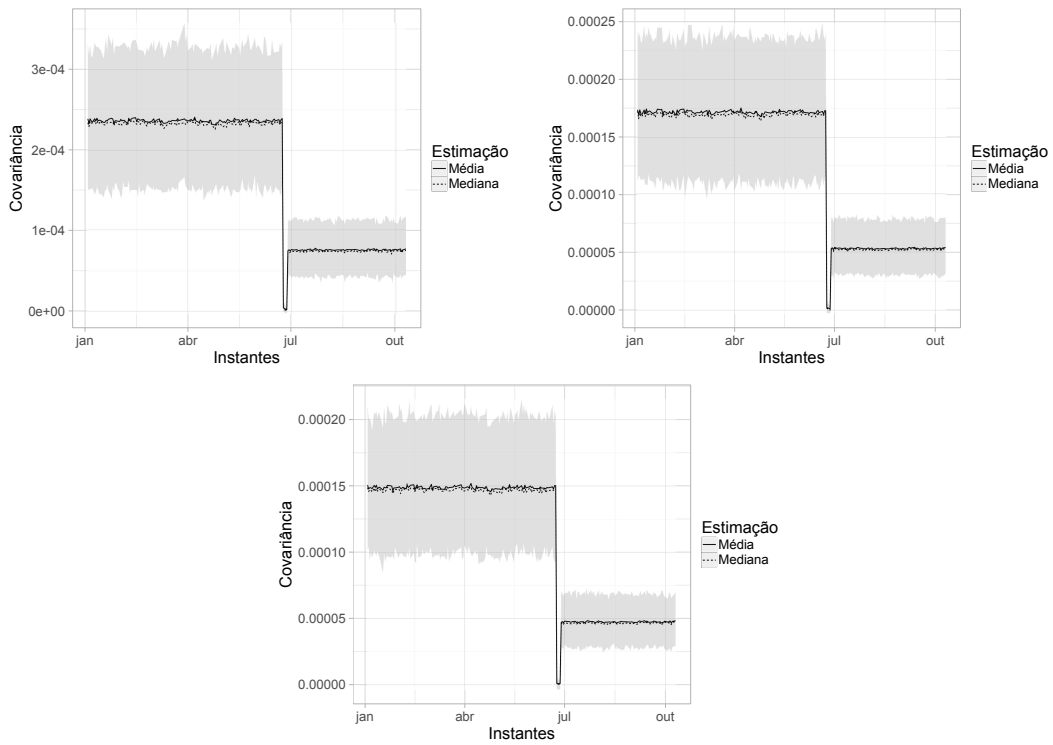 3e-04
2e-04
1e-04
0e+00
Covariância
jan
abr
jul
out
Instantes
Estimação
Média
Mediana
0.00025
0.00020
0.00015
0.00010
0.00005
0.00000
Covariância
jan
abr
jul
out
Instantes
Estimação
Média
Mediana
0.00020
0.00015
0.00010
0.00005
0.00000
Covariância
jan
abr
jul
out
Instantes
Estimação
Média
Mediana